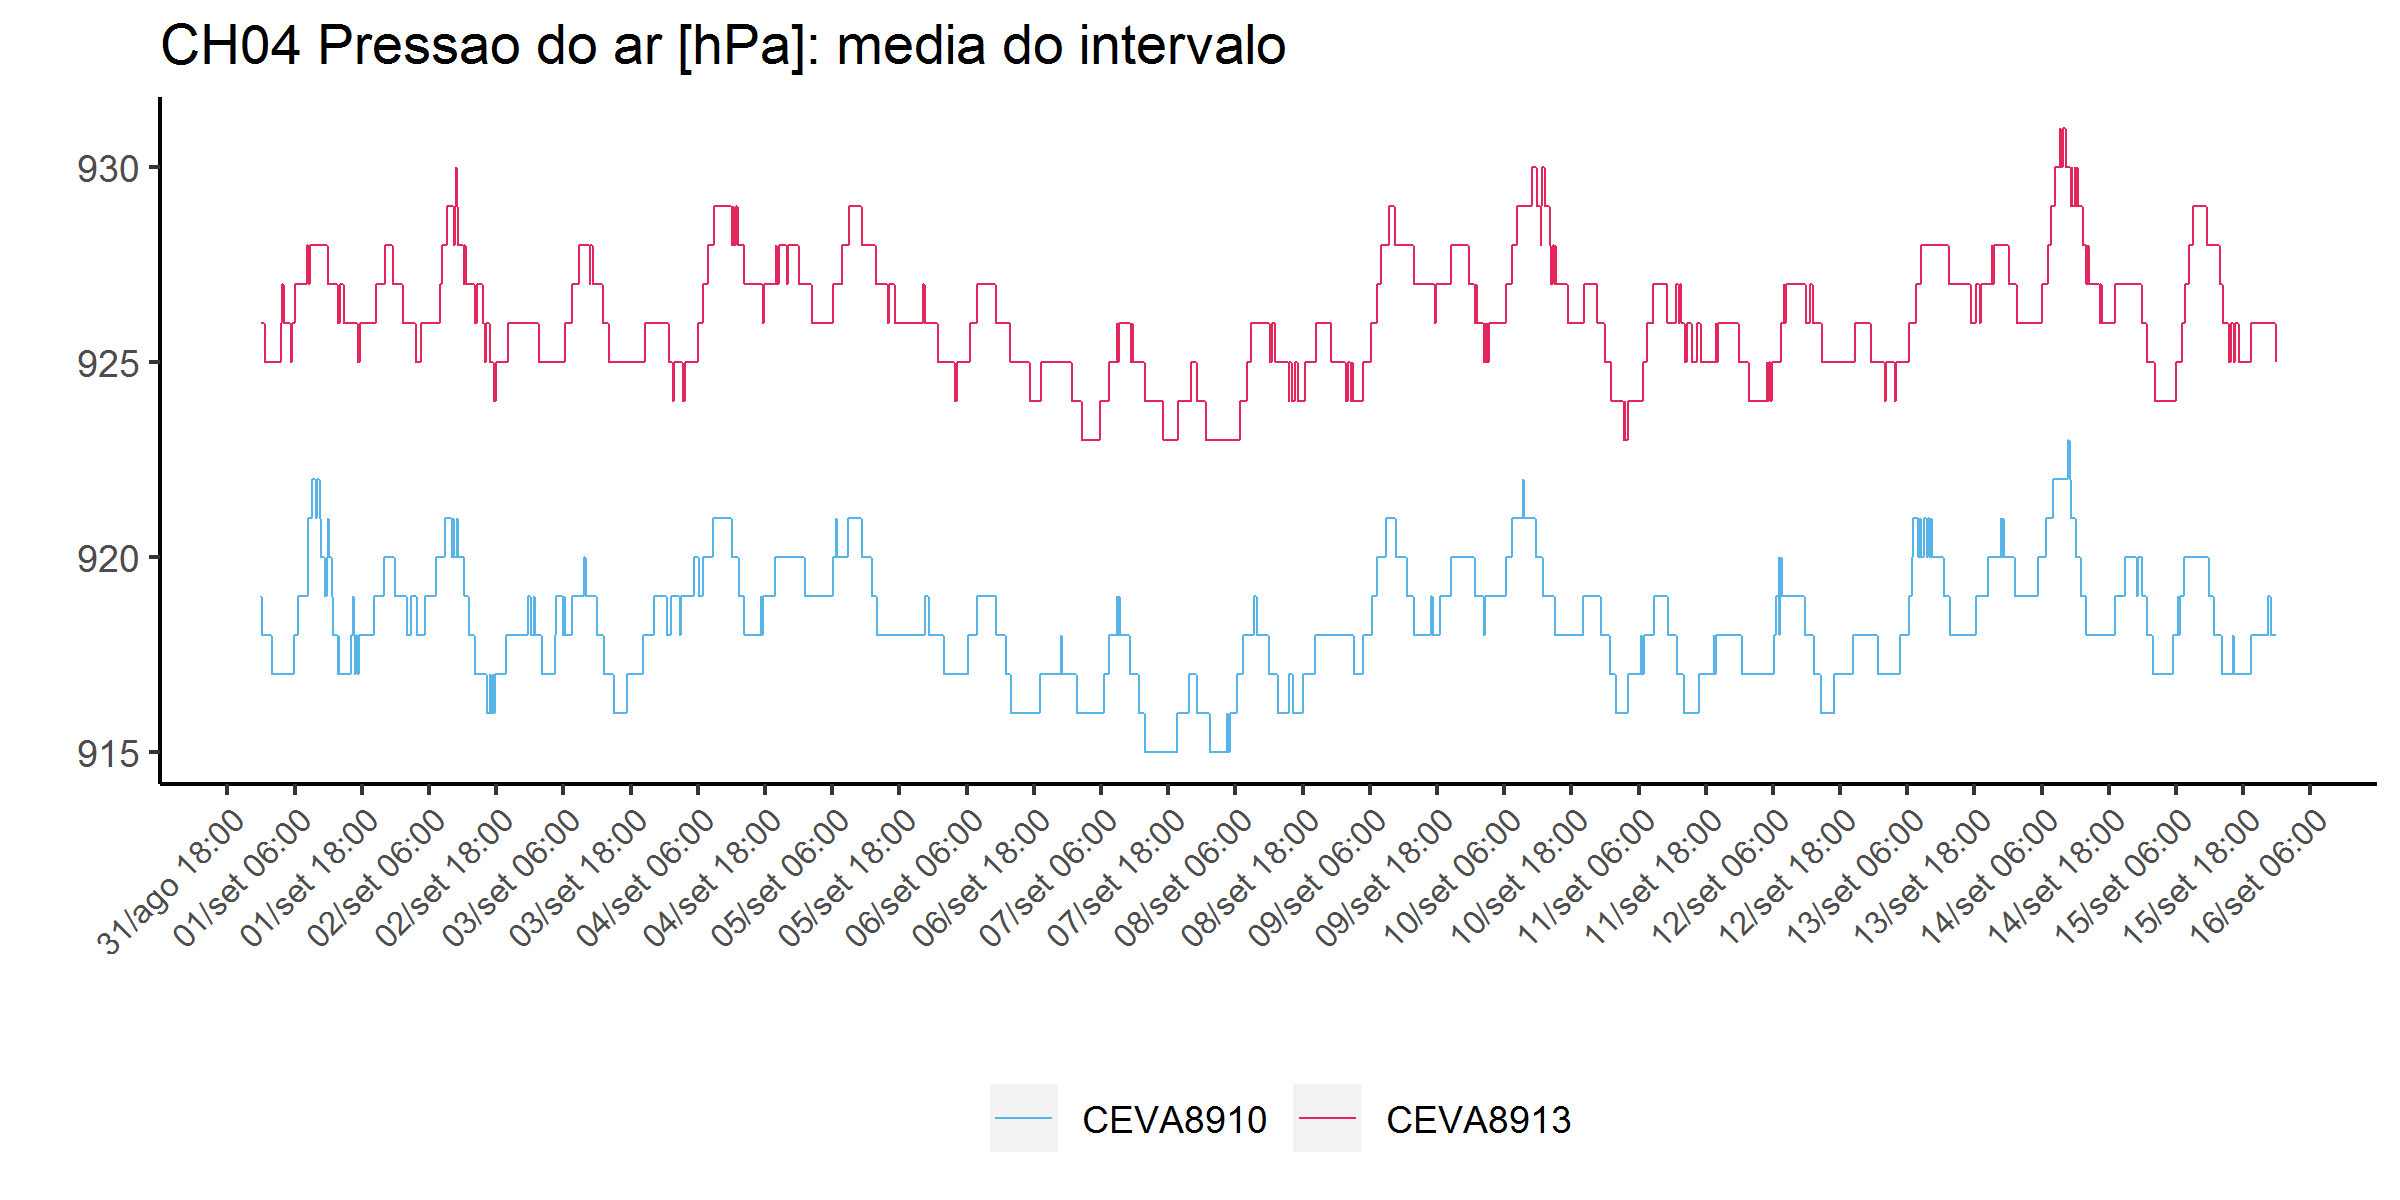 CH04 Pressao do ar [hPa]: media do intervalo
930
925
920
915
31/ago 18:00
01/set 06:00
01/set 18:00
02/set 06:00
02/set 18:00
03/set 06:00
03/set 18:00
04/set 06:00
04/set 18:00
05/set 06:00
05/set 18:00
06/set 06:00
06/set 18:00
07/set 06:00
07/set 18:00
08/set 06:00
08/set 18:00
09/set 06:00
09/set 18:00
10/set 06:00
10/set 18:00
11/set 06:00
11/set 18:00
12/set 06:00
12/set 18:00
13/set 06:00
13/set 18:00
14/set 06:00
14/set 18:00
15/set 06:00
15/set 18:00
16/set 06:00
CEVA8910 CEVA8913